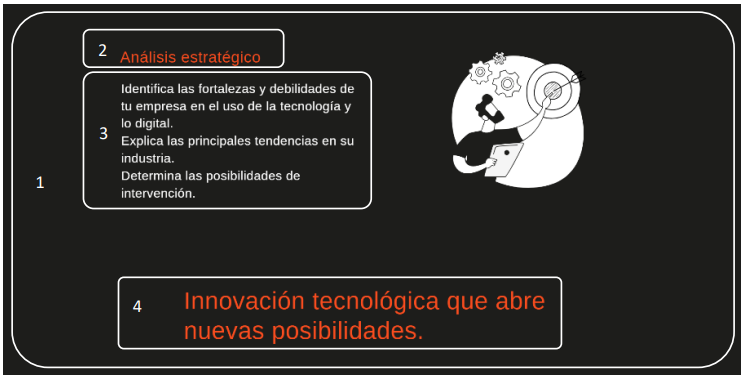 2
Análisis estratégico
Identifica las fortalezas y debilidades de
tu empresa en el uso de la tecnología y
lo digital.
3
Explica las principales tendencias en su
industria.
Determina las posibilidades de
intervención.
1
4
Innovación tecnológica que abre
nuevas posibilidades.